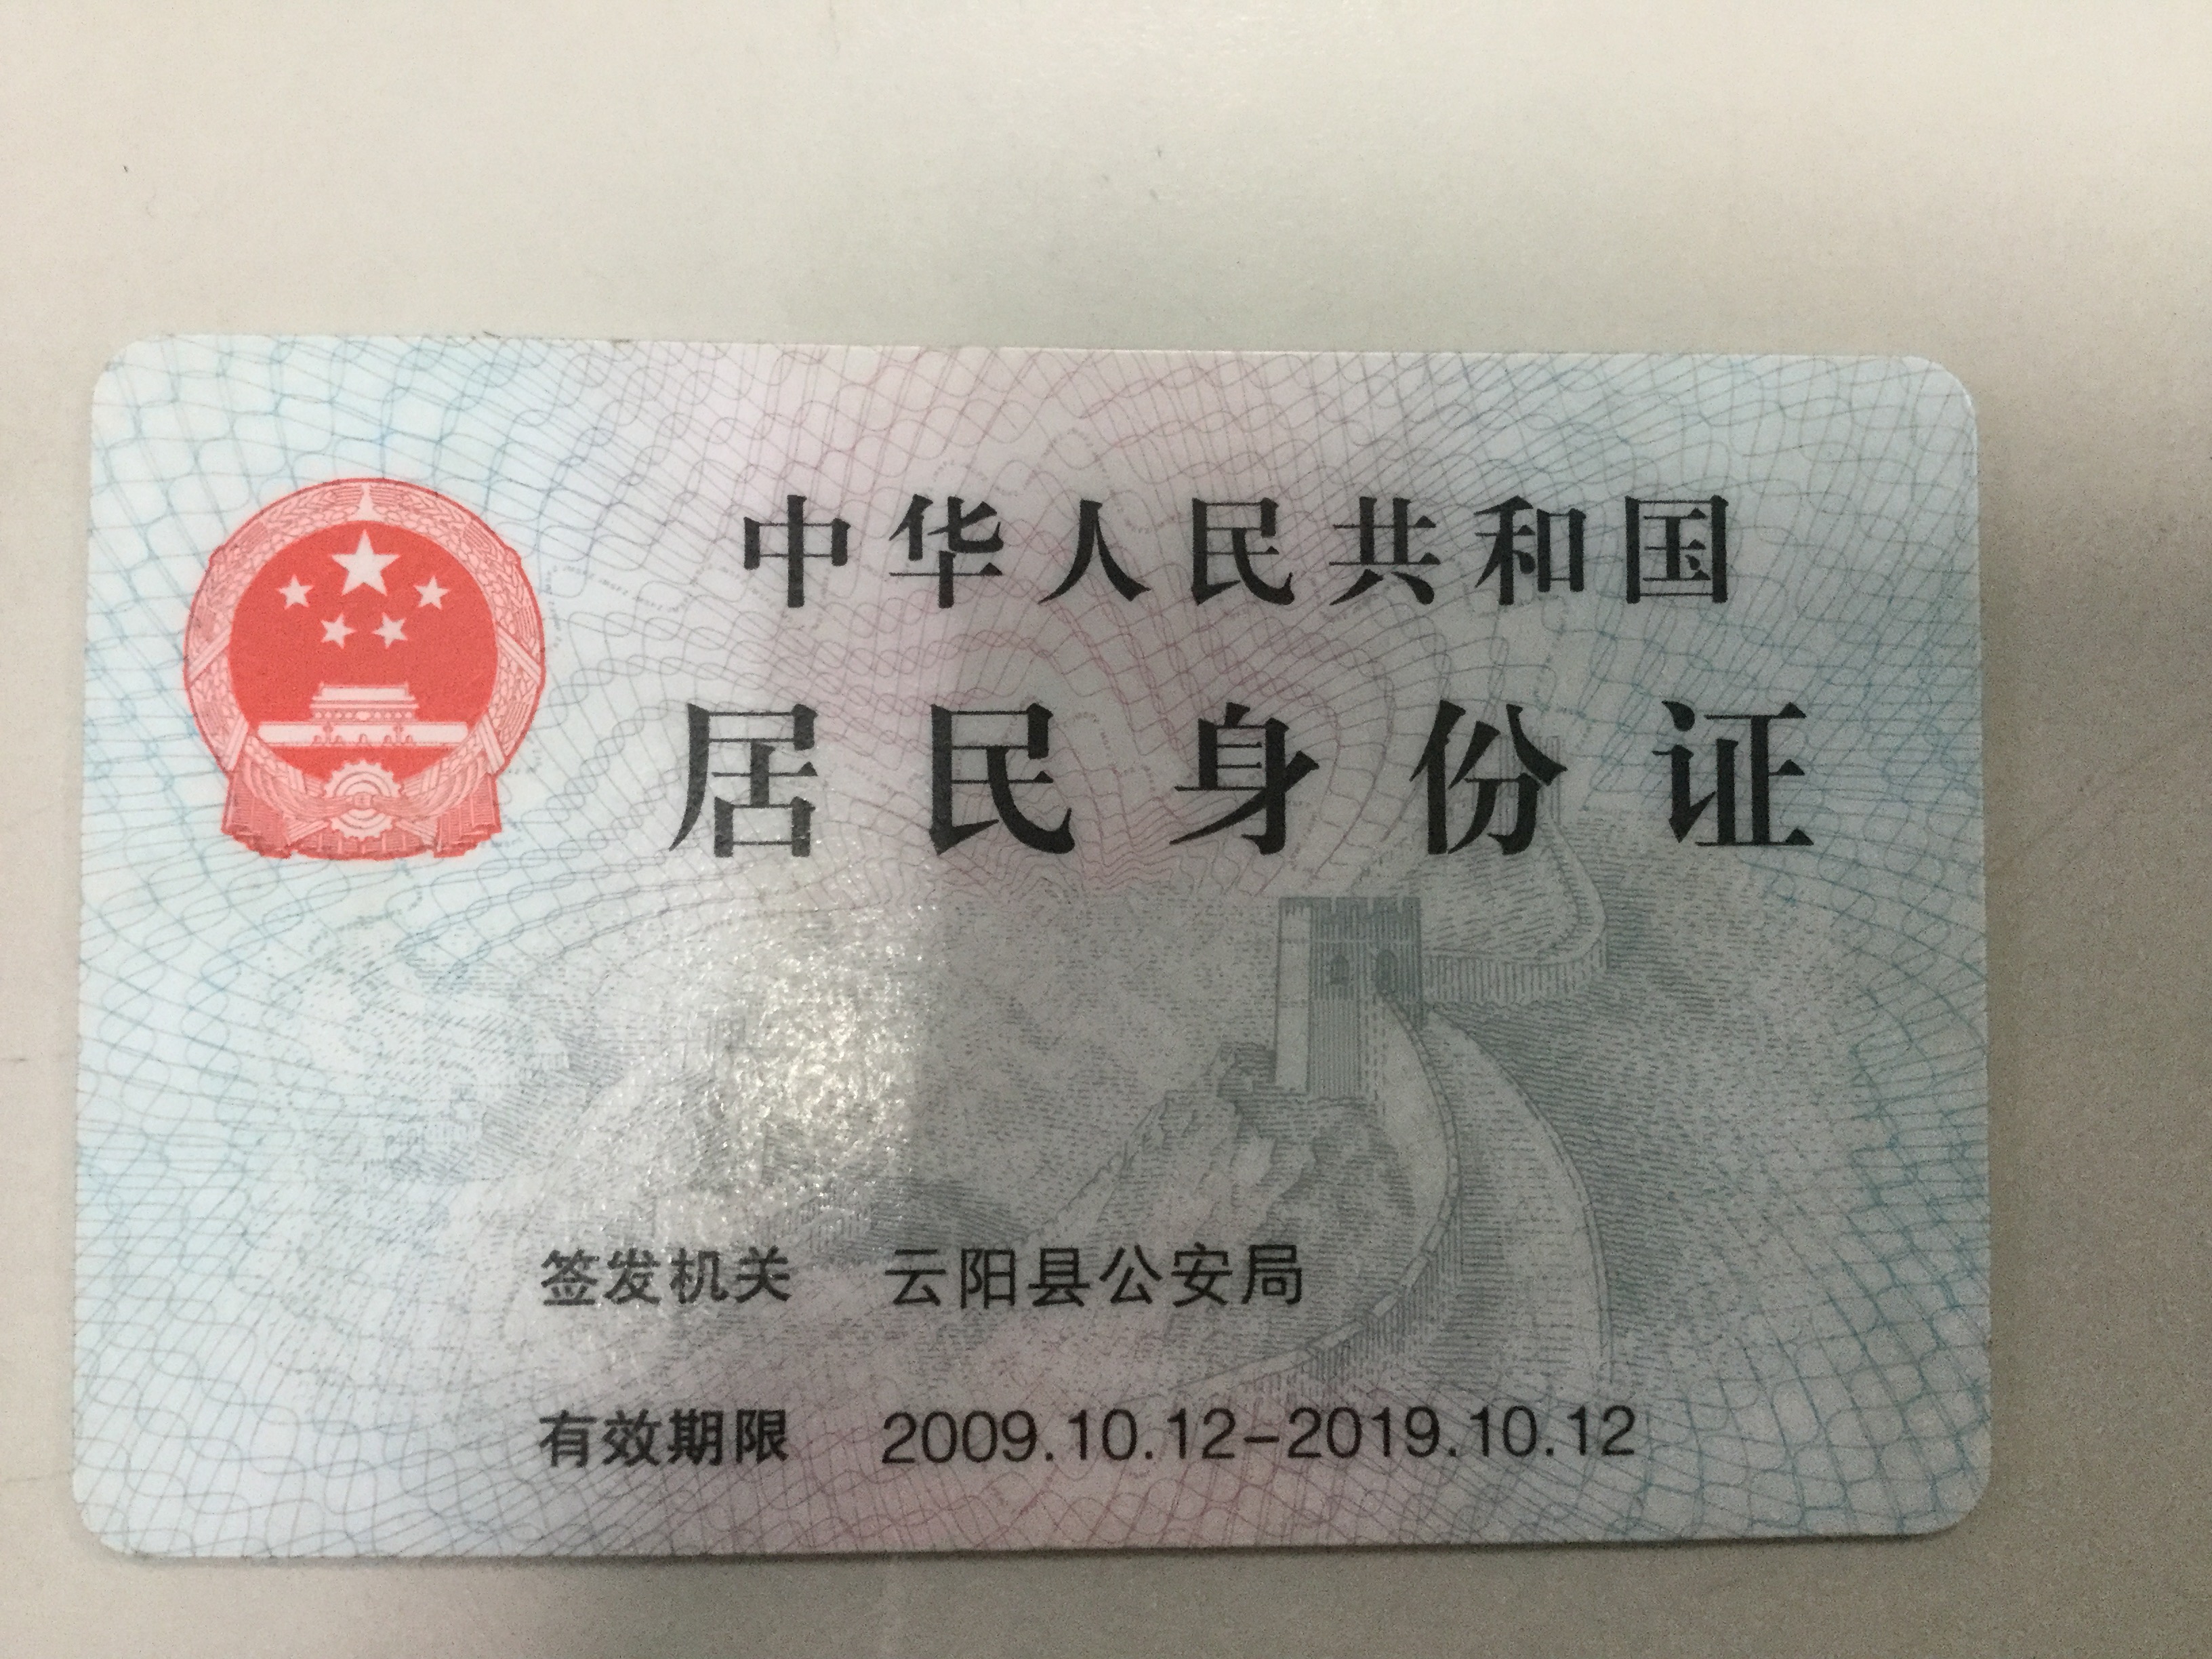 中华人民共和国
居民身份证
签发机关 云阳县公安局
有效期限 2009.10.12-2019.10.12